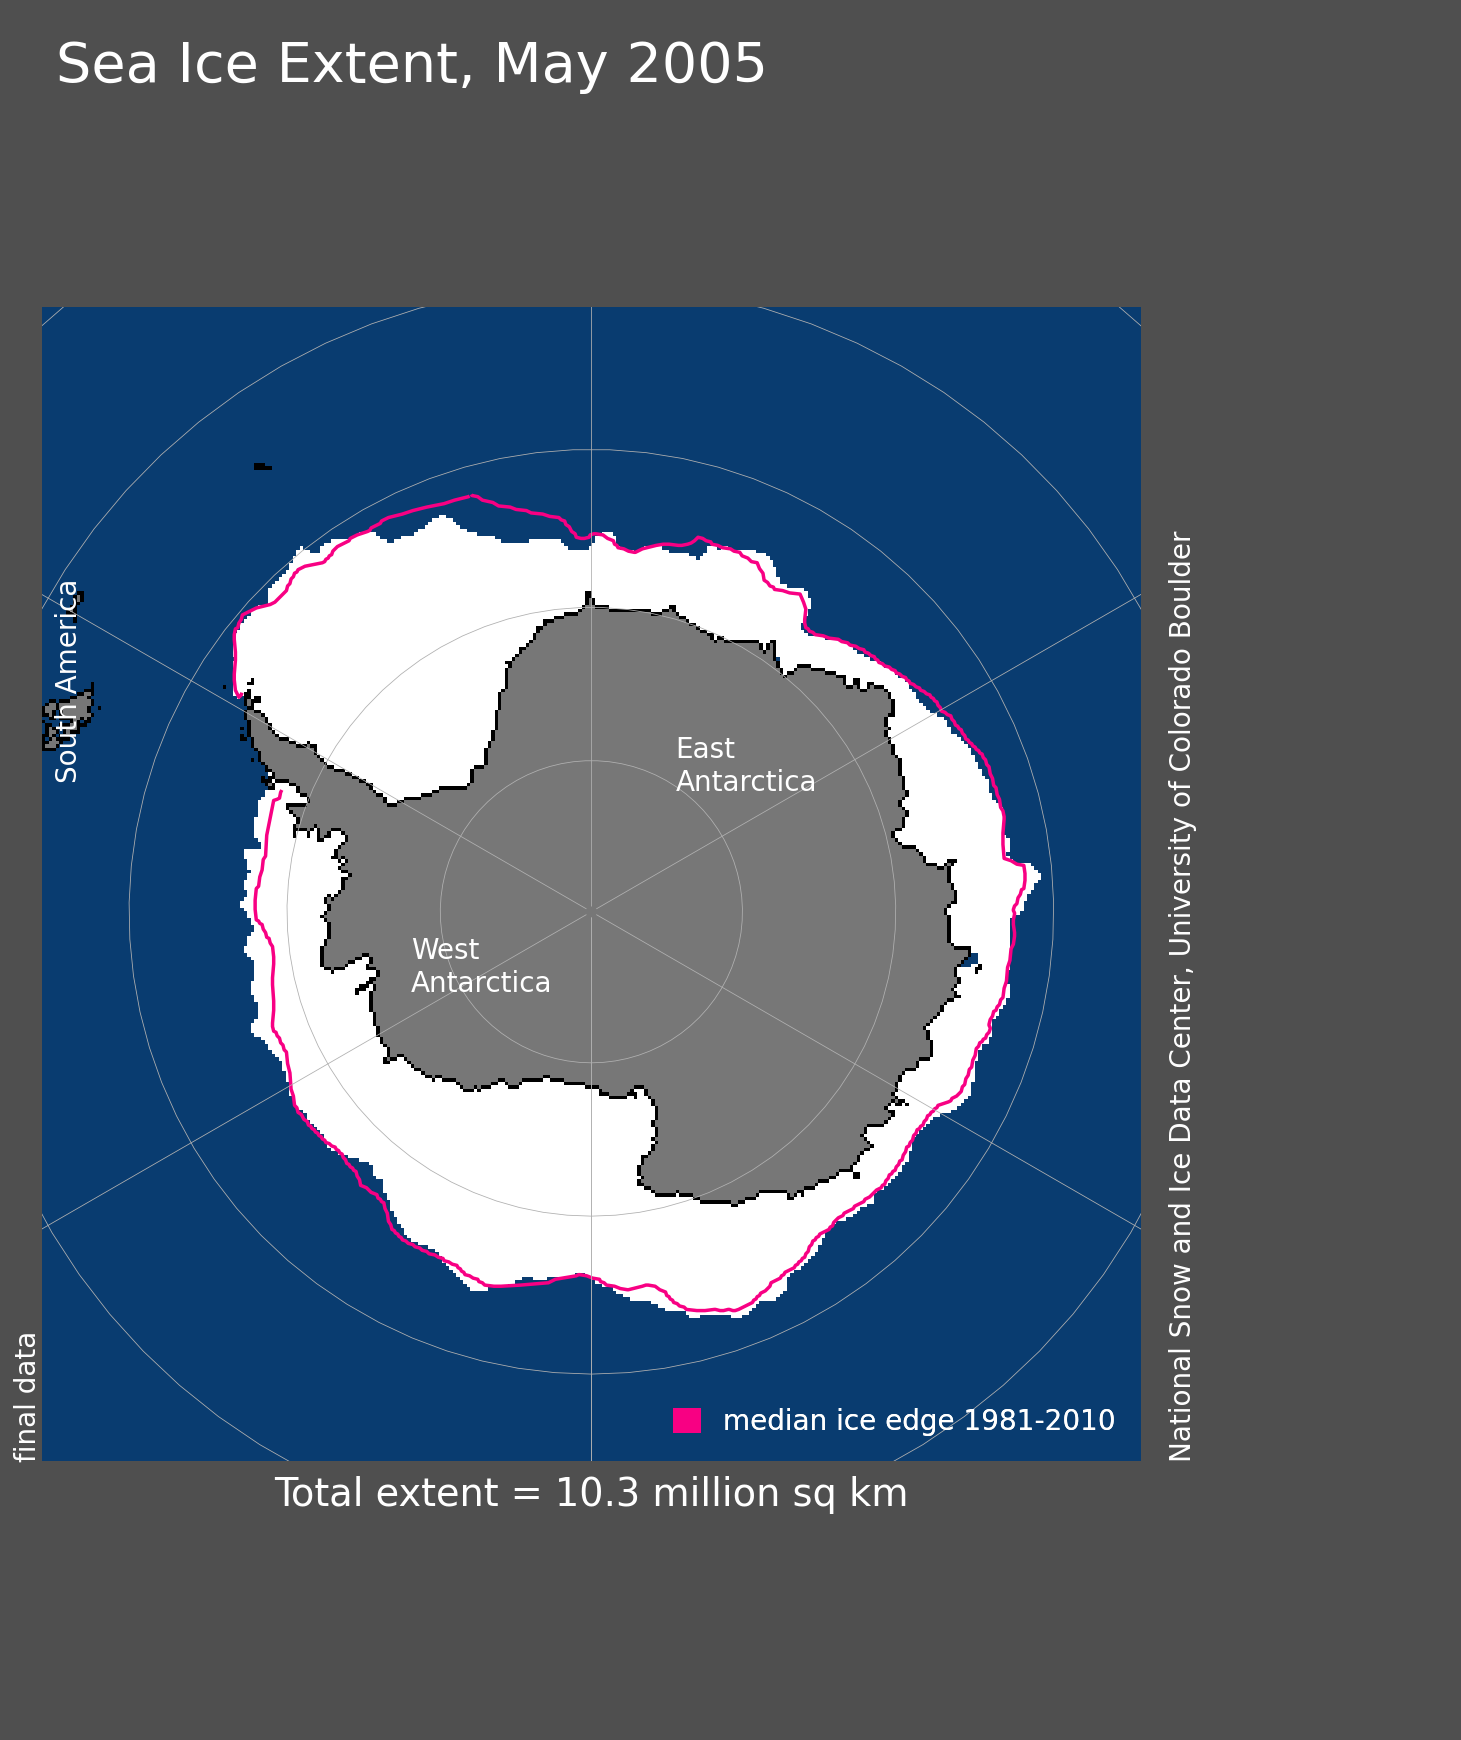 Sea Ice Extent, May 2005
South America
East
Antarctica
West
Antarctica
median ice edge 1981-2010
final data
National Snow and Ice Data Center, University of Colorado Boulder
Total extent = 10.3 million sq km